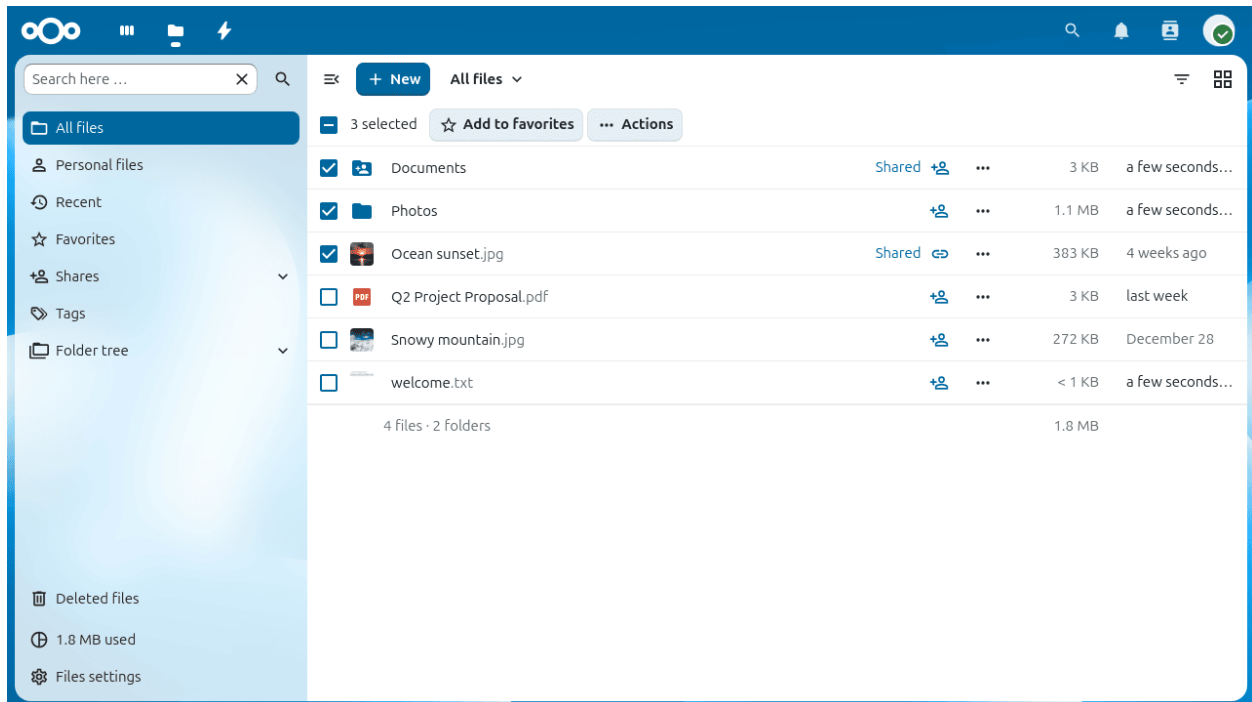 Search here …
New
All files
All files
3 selected
Add to favorites
Actions
Personal files
Recent
Favorites
Shares
Tags
Folder tree
Documents Shared 3 KB a few seconds…
Photos 1.1 MB a few seconds…
Ocean sunset.jpg Shared 383 KB 4 weeks ago
PDF Q2 Project Proposal.pdf 3 KB last week
Snowy mountain.jpg 272 KB December 28
welcome.txt < 1 KB a few seconds…
4 files · 2 folders 1.8 MB
Deleted files
1.8 MB used
Files settings